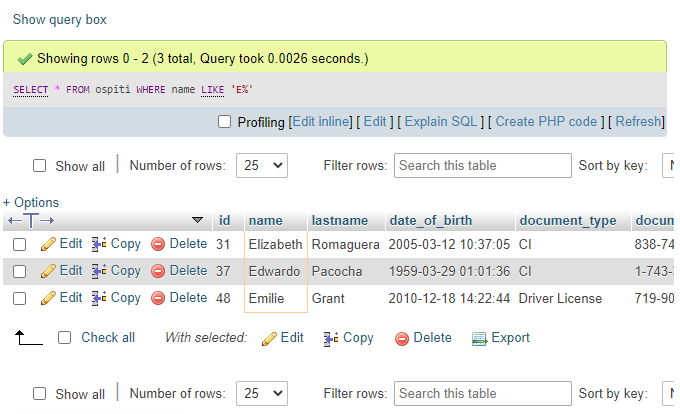 Show query box
Showing rows 0 - 2 (3 total, Query took 0.0026 seconds.)
SELECT * FROM ospiti WHERE name LIKE 'E%'
Profiling [Edit inline] [ Edit ] [ Explain SQL ] [ Create PHP code ] [ Refresh]
Show all Number of rows: 25 Filter rows: Search this table Sort by key:
+ Options
id name lastname date_of_birth document_type
Edit Copy Delete 31 Elizabeth Romaguera 2005-03-12 10:37:05 CI 838-74
Edit Copy Delete 37 Edwardo Pacocha 1959-03-29 01:01:36 CI 1-743-
Edit Copy Delete 48 Emilie Grant 2010-12-18 14:22:44 Driver License 719-90
Check all With selected: Edit Copy Delete Export
Show all Number of rows: 25 Filter rows: Search this table Sort by key: